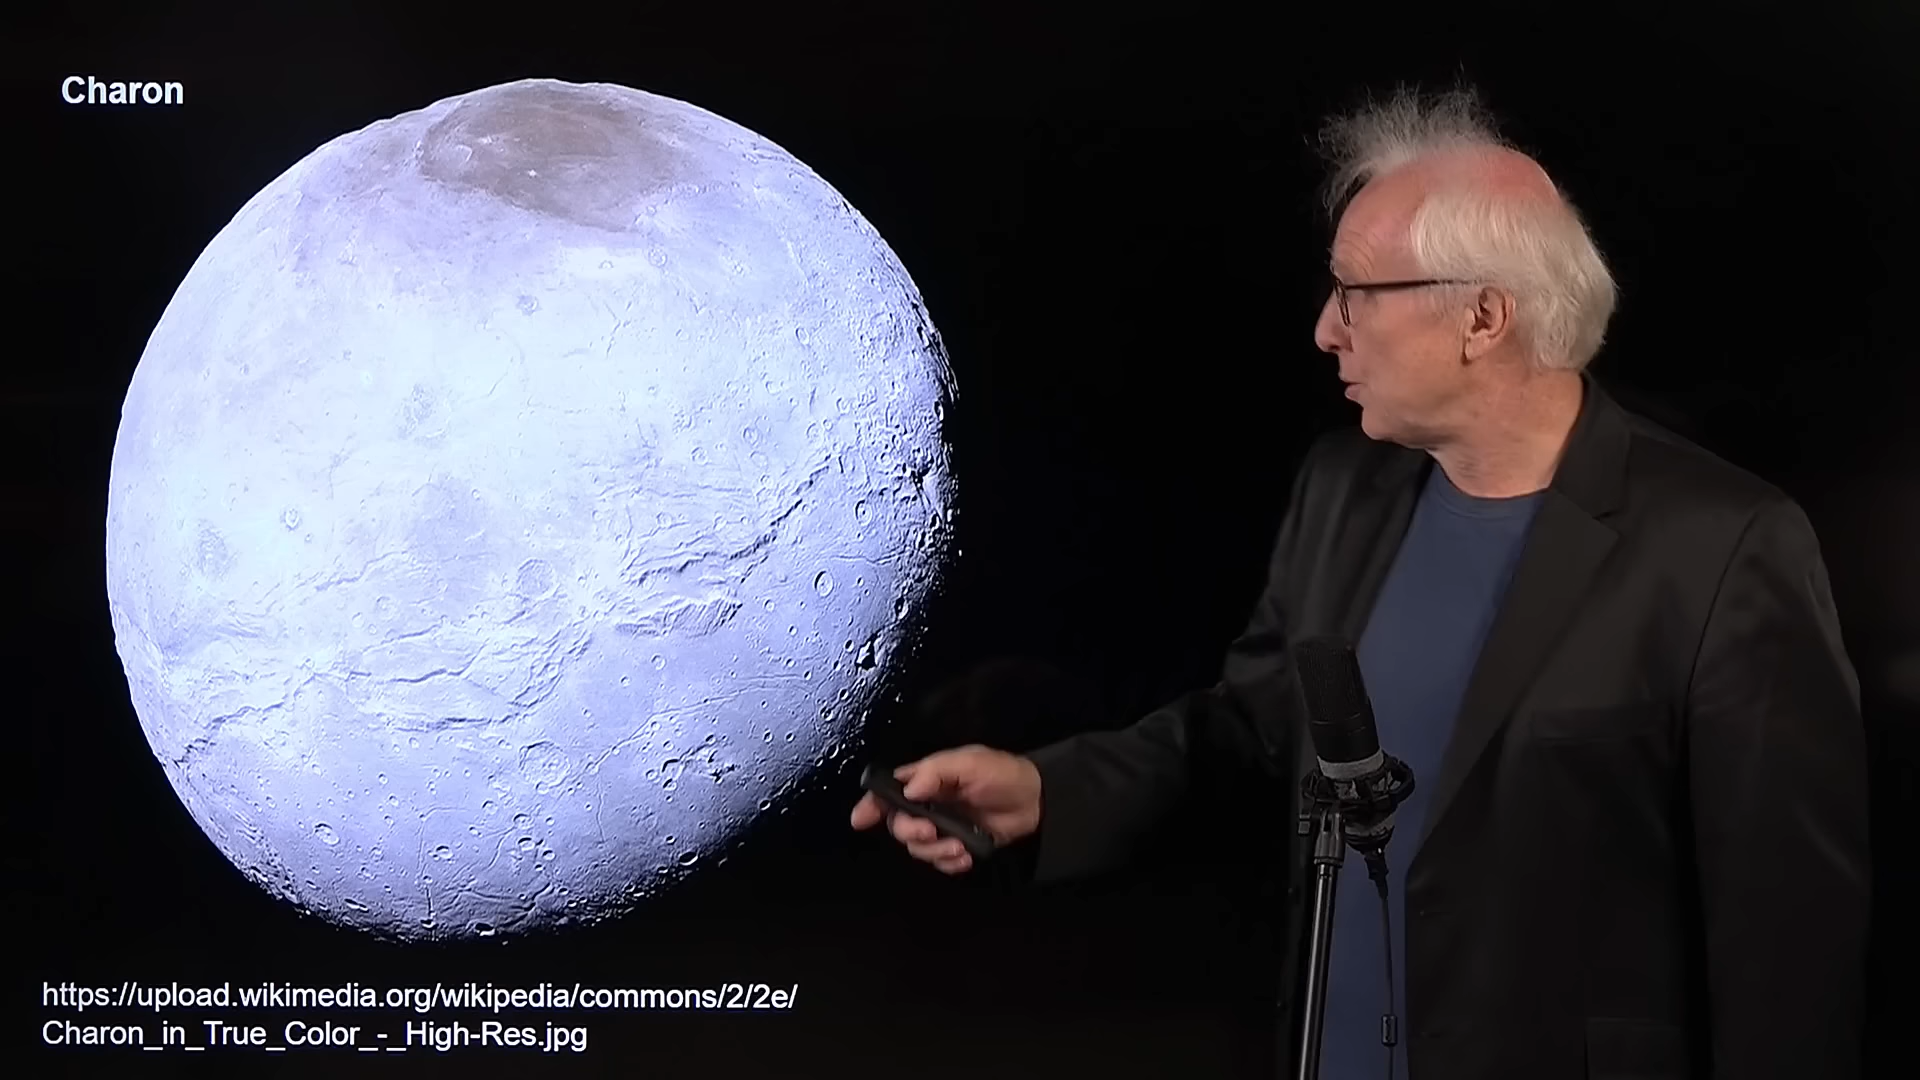 Charon
https://upload.wikimedia.org/wikipedia/commons/2/2e/
Charon_in_True_Color_-_High-Res.jpg